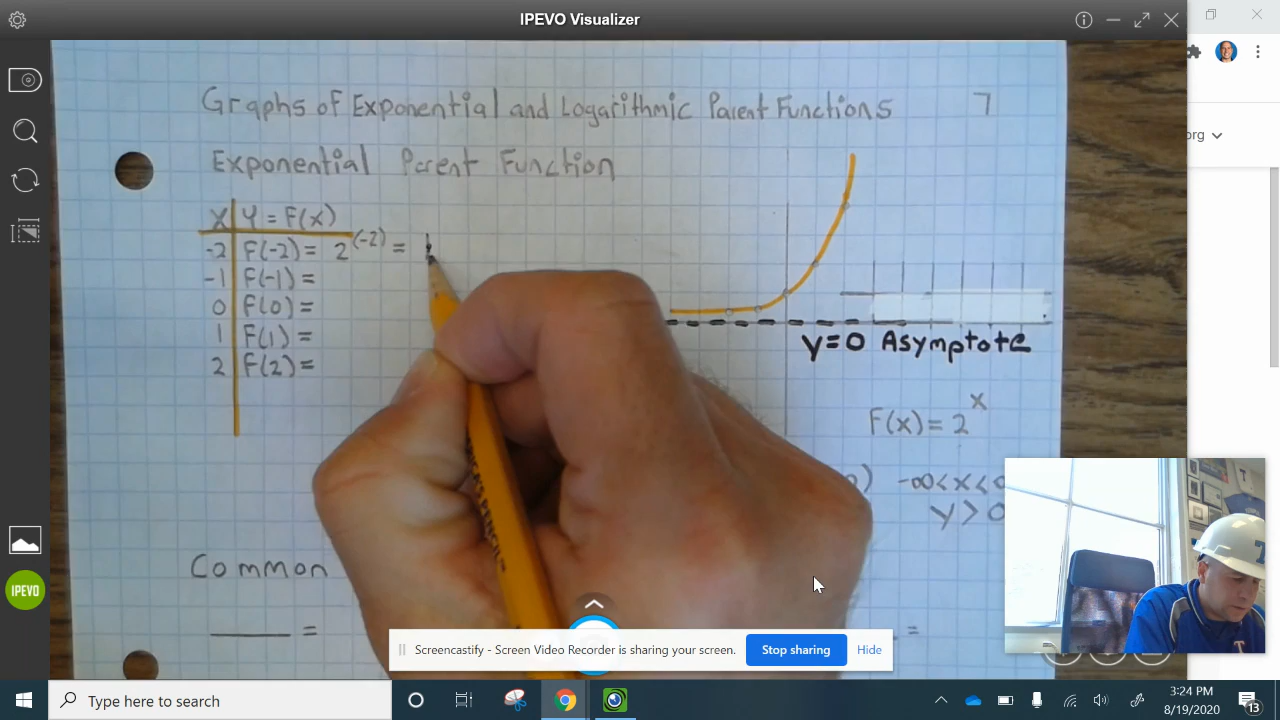 IPEVO Visualizer
Graphs of Exponential and Logarithmic Parent Functions 7
org
Exponential Parent Function
X Y = F(x)
-2 F(-2) = 2^(-2) =
-1 F(-1) =
0 F(0) =
1 F(1) =
2 F(2) =
y=0 Asymptote
F(x) = 2^x
-∞<x<
y>0
Common
=
=
IPEVO
Screencastify - Screen Video Recorder is sharing your screen.
Stop sharing
Hide
Type here to search
3:24 PM
8/19/2020
13